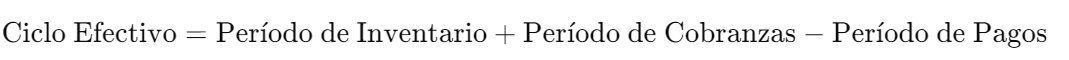 Ciclo Efectivo = Período de Inventario + Período de Cobranzas − Período de Pagos